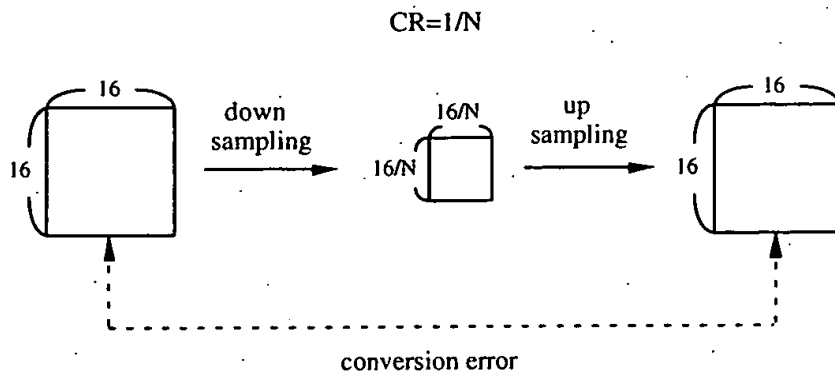 CR=1/N
16
16
down
sampling
16/N
16/N
up
sampling
16
16
conversion error